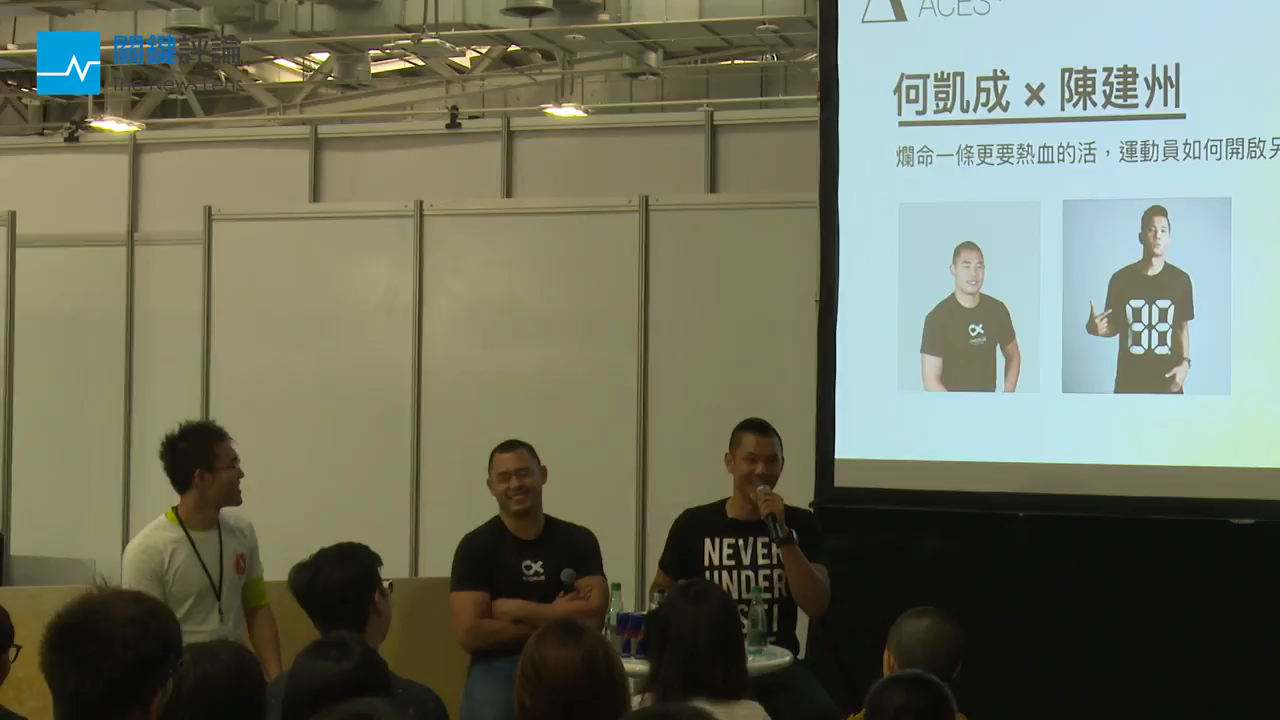 關鍵評論
The News Lens
ACES
何凱成 × 陳建州
爛命一條更要熱血的活，運動員如何開啟另
NEVER
UNDER